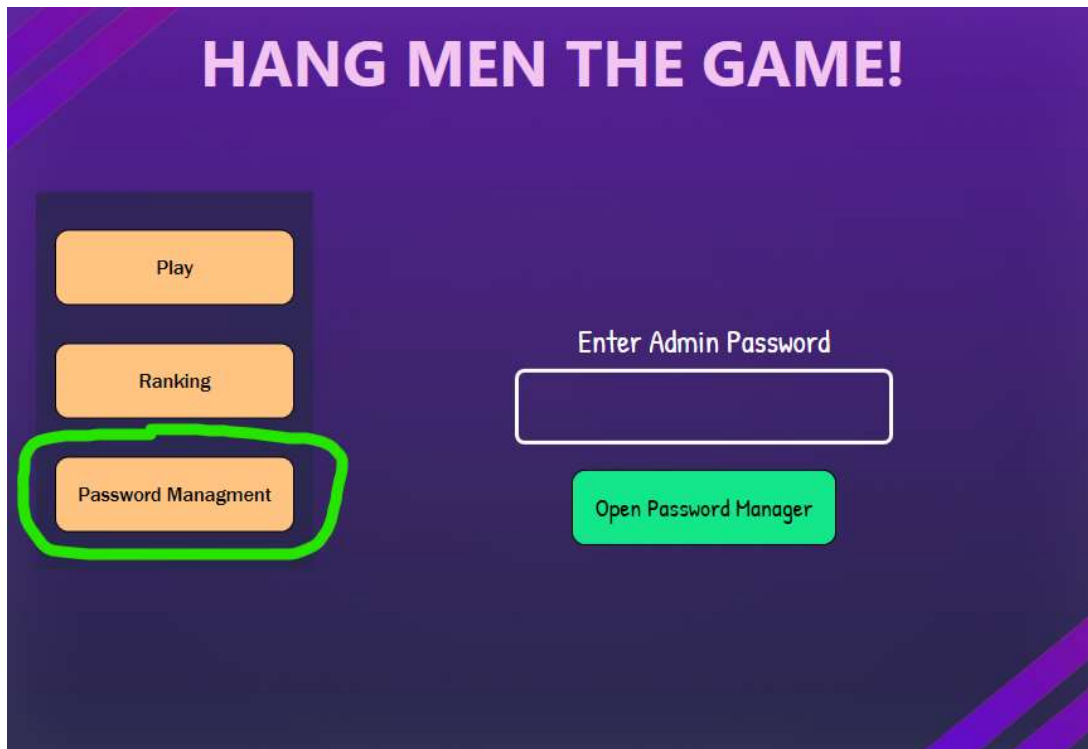 HANG MEN THE GAME!
Play
Ranking
Password Managment
Enter Admin Password
Open Password Manager